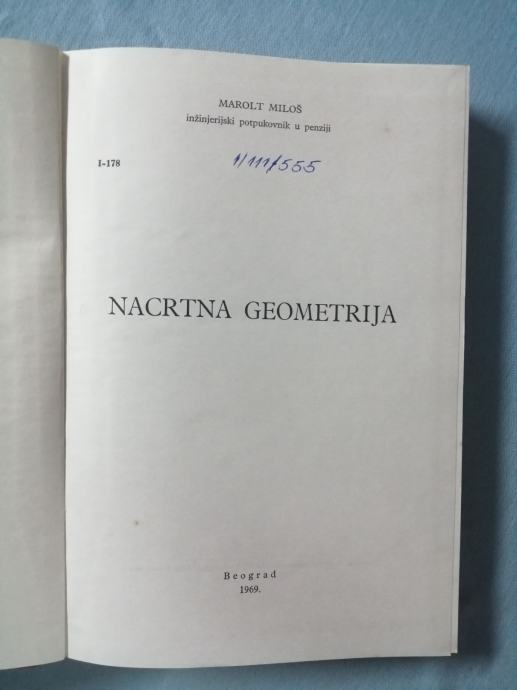 MAROLT MILOŠ
inžinjerijski potpukovnik u penziji
I-178
1/111/555
NACRTNA GEOMETRIJA
Beograd
1969.